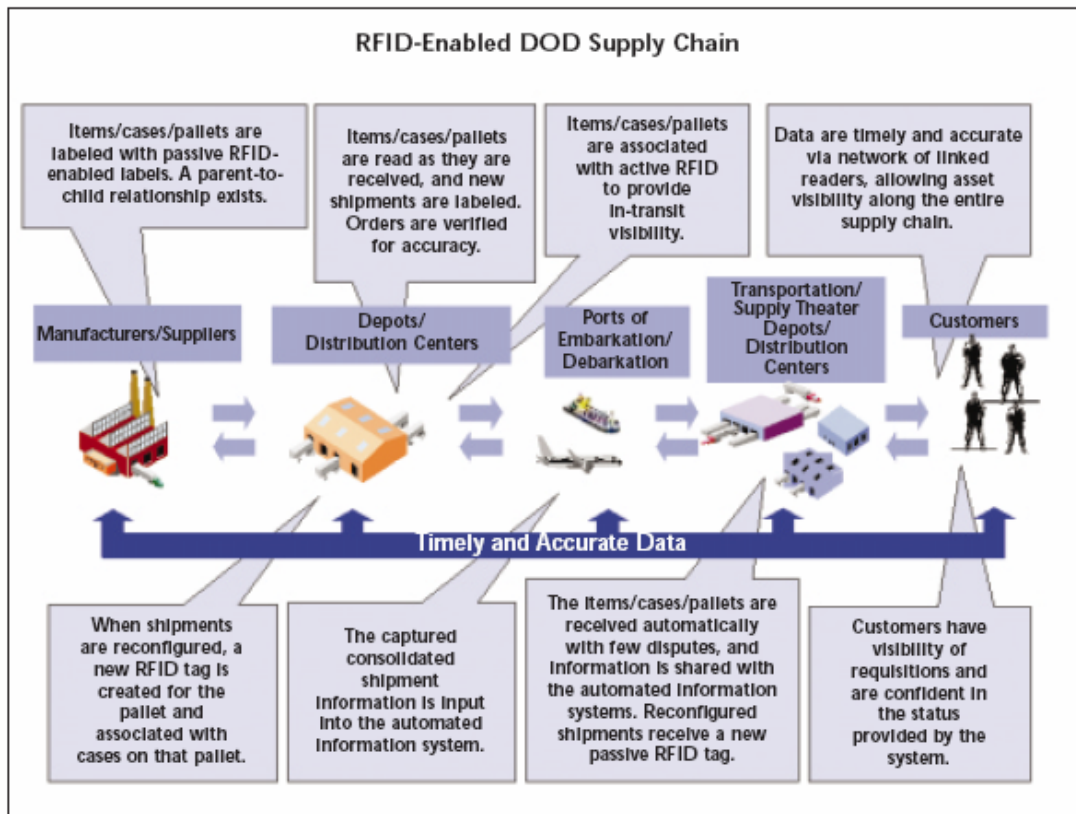 RFID-Enabled DOD Supply Chain
Items/cases/pallets are
labeled with passive RFID-
enabled labels. A parent-to-
child relationship exists.
Items/cases/pallets
are read as they are
received, and new
shipments are labeled.
Orders are verified
for accuracy.
Items/cases/pallets
are associated
with active RFID
to provide
in-transit
visibility.
Data are timely and accurate
via network of linked
readers, allowing asset
visibility along the entire
supply chain.
Manufacturers/Suppliers
Depots/
Distribution Centers
Ports of
Embarkation/
Debarkation
Transportation/
Supply Theater
Depots/
Distribution
Centers
Customers
Timely and Accurate Data
When shipments
are reconfigured, a
new RFID tag is
created for the
pallet and
associated with
cases on that pallet.
The captured
consolidated
shipment
information is input
into the automated
information system.
The items/cases/pallets are
received automatically
with few disputes, and
information is shared with
the automated information
systems. Reconfigured
shipments receive a new
passive RFID tag.
Customers have
visibility of
requisitions and
are confident in
the status
provided by the
system.